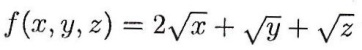 f(x, y, z) = 2√x + √y + √z